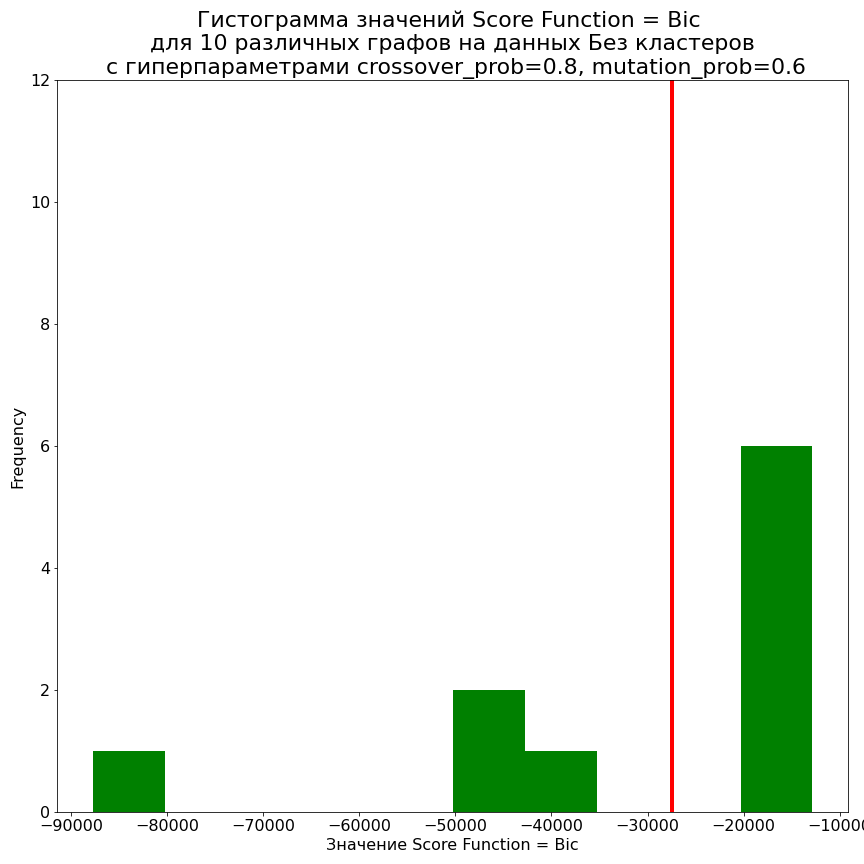 Гистограмма значений Score Function = Bic
для 10 различных графов на данных Без кластеров
с гиперпараметрами crossover_prob=0.8, mutation_prob=0.6
12
10
8
6
4
2
0
Frequency
−90000 −80000 −70000 −60000 −50000 −40000 −30000 −20000 −10000
Значение Score Function = Bic